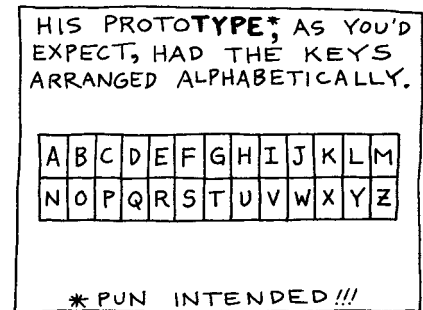 HIS PROTOTYPE*, AS YOU'D
EXPECT, HAD THE KEYS
ARRANGED ALPHABETICALLY.
A B C D E F G H I J K L M
N O P Q R S T U V W X Y Z
* PUN INTENDED!!!